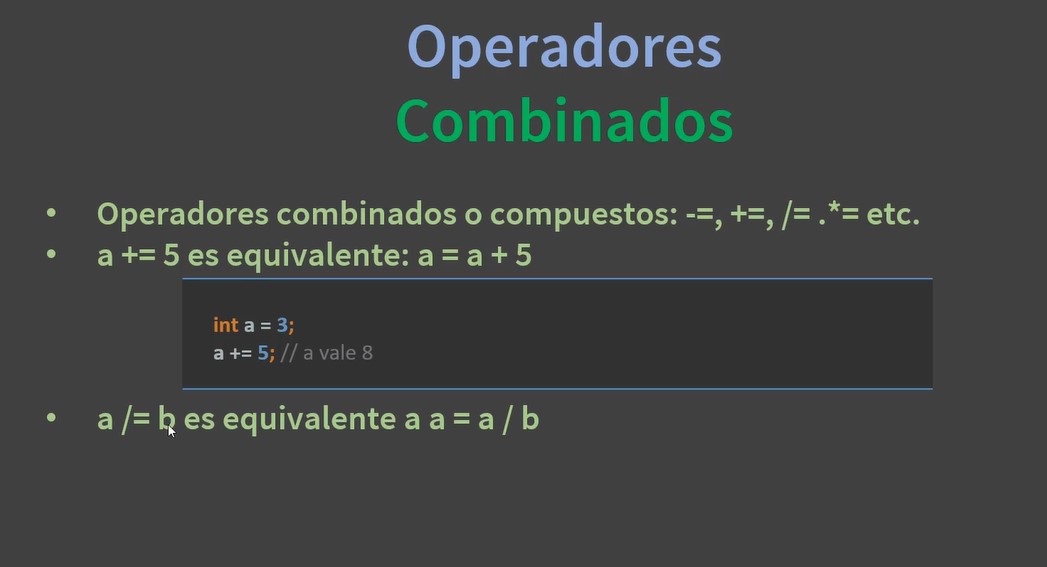 Operadores
Combinados
• Operadores combinados o compuestos: -=, +=, /= .*= etc.
• a += 5 es equivalente: a = a + 5
int a = 3;
a += 5; // a vale 8
• a /= b es equivalente a a = a / b